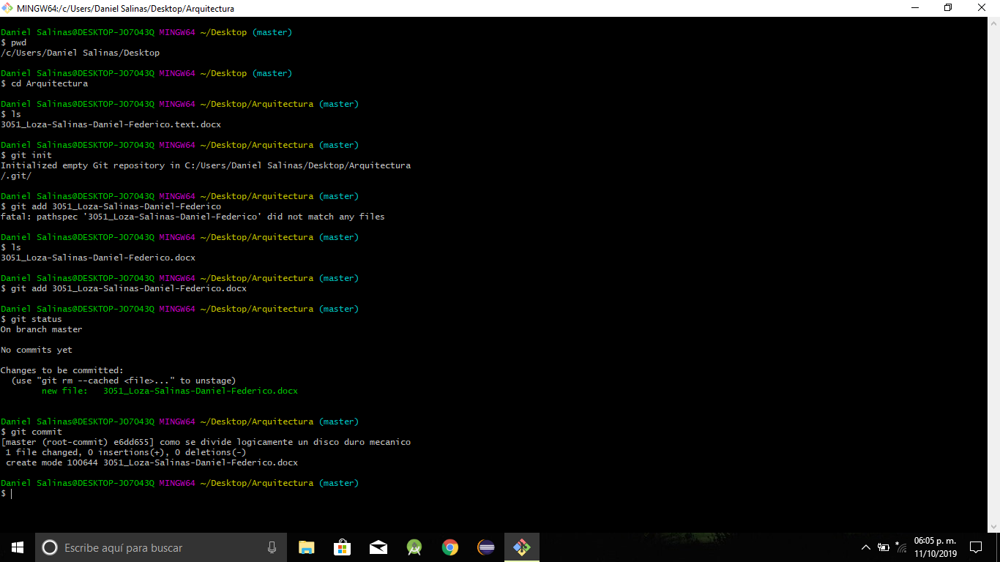 MINGW64:/c/Users/Daniel Salinas/Desktop/Arquitectura
Daniel Salinas@DESKTOP-JO7O43Q MINGW64 ~/Desktop (master)
$ pwd
/c/Users/Daniel Salinas/Desktop
Daniel Salinas@DESKTOP-JO7O43Q MINGW64 ~/Desktop (master)
$ cd Arquitectura
Daniel Salinas@DESKTOP-JO7O43Q MINGW64 ~/Desktop/Arquitectura (master)
$ ls
3051_Loza-Salinas-Daniel-Federico.text.docx
Daniel Salinas@DESKTOP-JO7O43Q MINGW64 ~/Desktop/Arquitectura (master)
$ git init
Initialized empty Git repository in C:/Users/Daniel Salinas/Desktop/Arquitectura
/.git/
Daniel Salinas@DESKTOP-JO7O43Q MINGW64 ~/Desktop/Arquitectura (master)
$ git add 3051_Loza-Salinas-Daniel-Federico
fatal: pathspec '3051_Loza-Salinas-Daniel-Federico' did not match any files
Daniel Salinas@DESKTOP-JO7O43Q MINGW64 ~/Desktop/Arquitectura (master)
$ ls
3051_Loza-Salinas-Daniel-Federico.docx
Daniel Salinas@DESKTOP-JO7O43Q MINGW64 ~/Desktop/Arquitectura (master)
$ git add 3051_Loza-Salinas-Daniel-Federico.docx
Daniel Salinas@DESKTOP-JO7O43Q MINGW64 ~/Desktop/Arquitectura (master)
$ git status
On branch master
No commits yet
Changes to be committed:
(use "git rm --cached <file>..." to unstage)
new file: 3051_Loza-Salinas-Daniel-Federico.docx
Daniel Salinas@DESKTOP-JO7O43Q MINGW64 ~/Desktop/Arquitectura (master)
$ git commit
[master (root-commit) e6dd655] como se divide logicamente un disco duro mecanico
1 file changed, 0 insertions(+), 0 deletions(-)
create mode 100644 3051_Loza-Salinas-Daniel-Federico.docx
Daniel Salinas@DESKTOP-JO7O43Q MINGW64 ~/Desktop/Arquitectura (master)
$
Escribe aquí para buscar
06:05 p. m.
11/10/2019